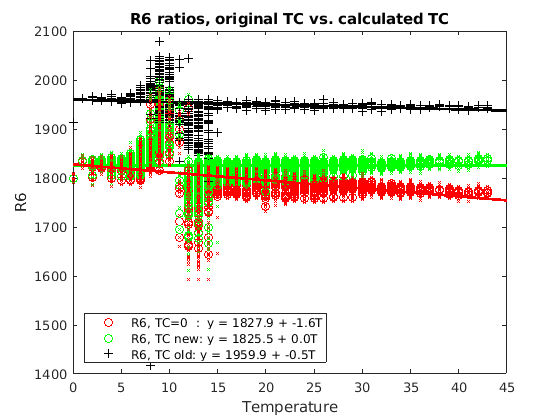 R6 ratios, original TC vs. calculated TC
2100
2000
1900
1800
1700
1600
1500
1400
R6
0 5 10 15 20 25 30 35 40 45
Temperature
R6, TC=0 : y = 1827.9 + -1.6T
R6, TC new: y = 1825.5 + 0.0T
R6, TC old: y = 1959.9 + -0.5T